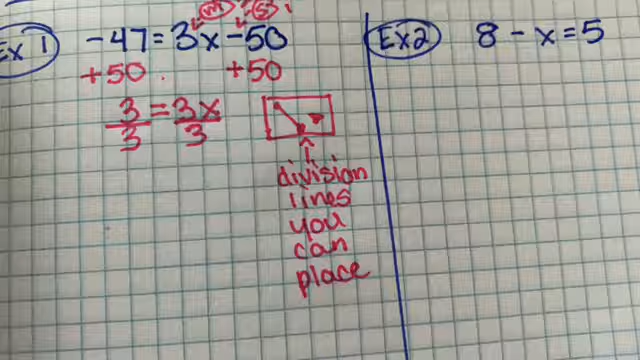 Ex 1
-47 = 3x - 50
+50 +50
3 = 3x
3 3
division
lines
you
can
place
Ex2
8 - x = 5